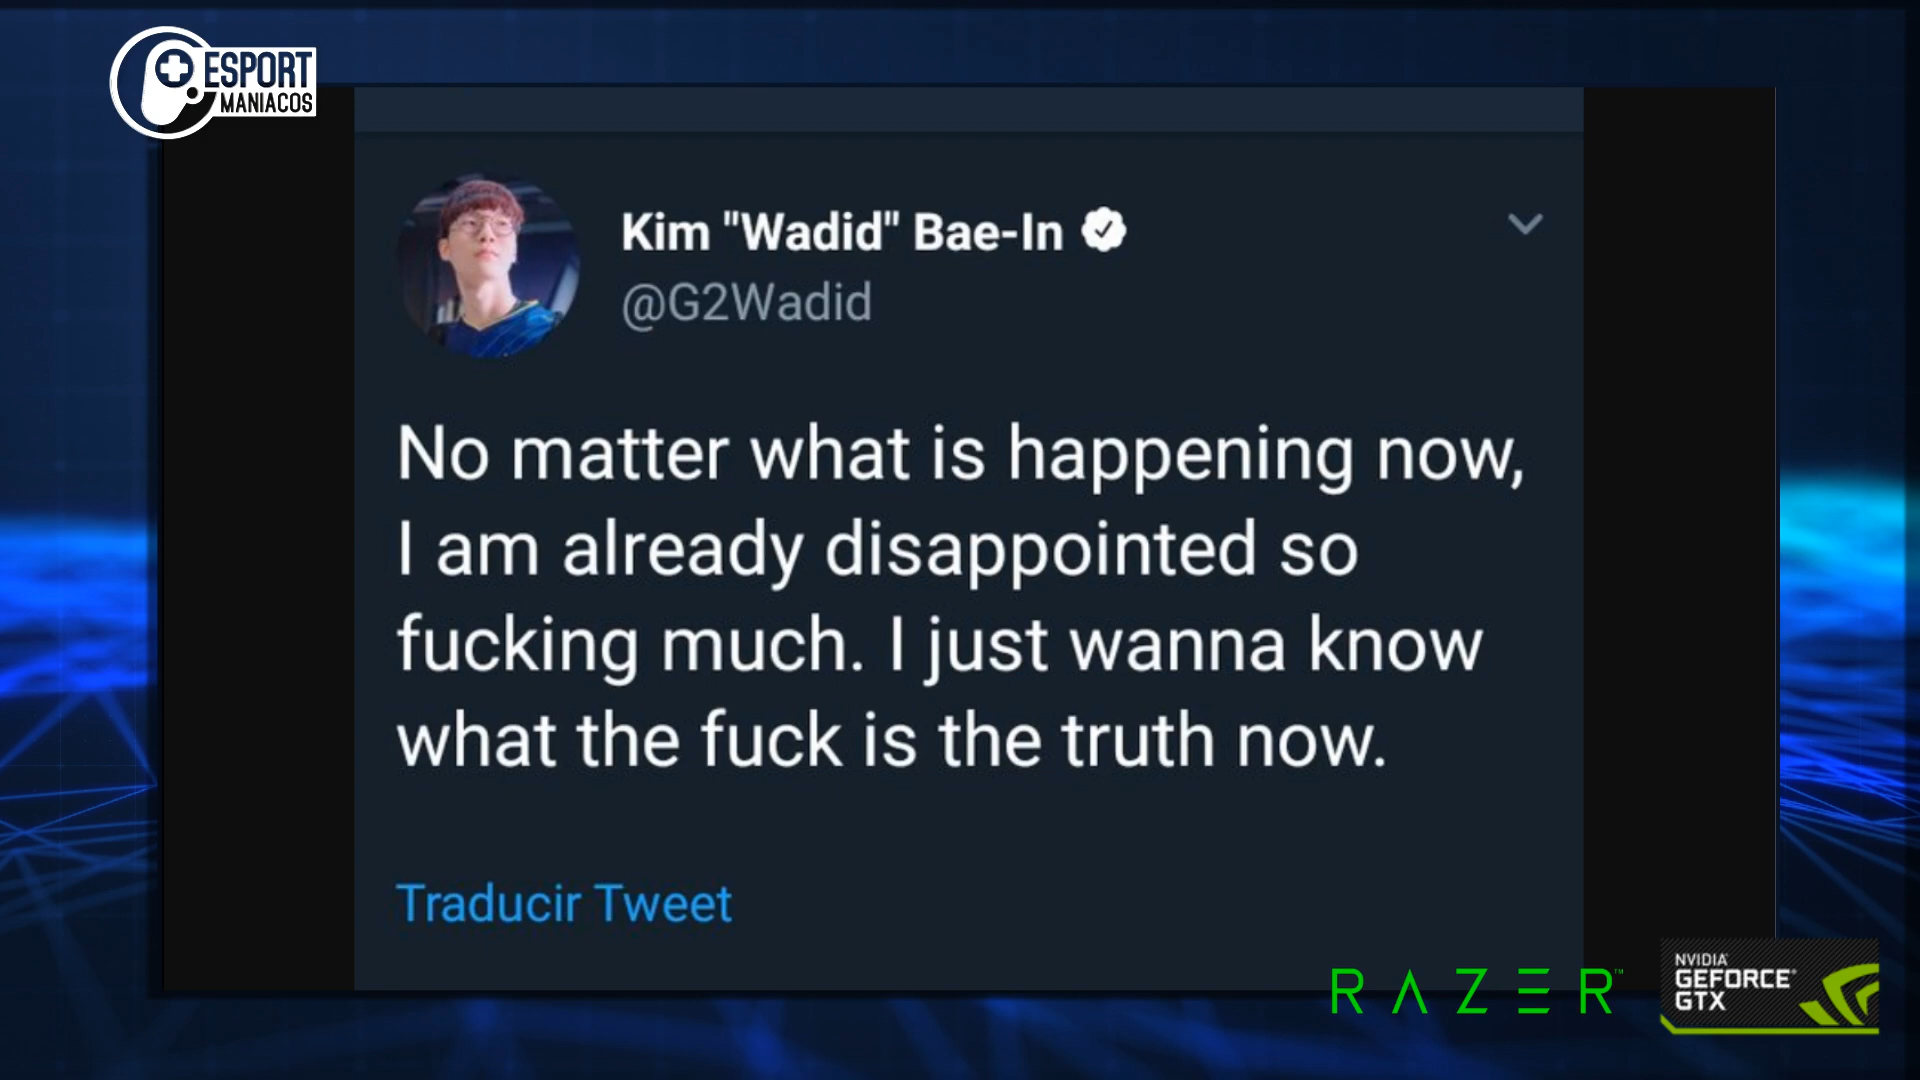 ESPORT
MANIACOS
Kim "Wadid" Bae-In
@G2Wadid
No matter what is happening now,
I am already disappointed so
fucking much. I just wanna know
what the fuck is the truth now.
Traducir Tweet
RAZER™
NVIDIA
GEFORCE®
GTX